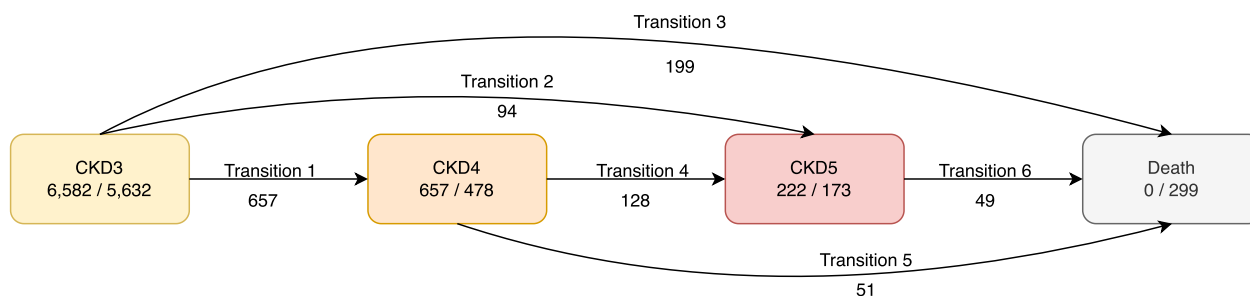 Transition 3
199
Transition 2
94
CKD3
6,582 / 5,632
Transition 1
657
CKD4
657 / 478
Transition 4
128
CKD5
222 / 173
Transition 6
49
Death
0 / 299
Transition 5
51